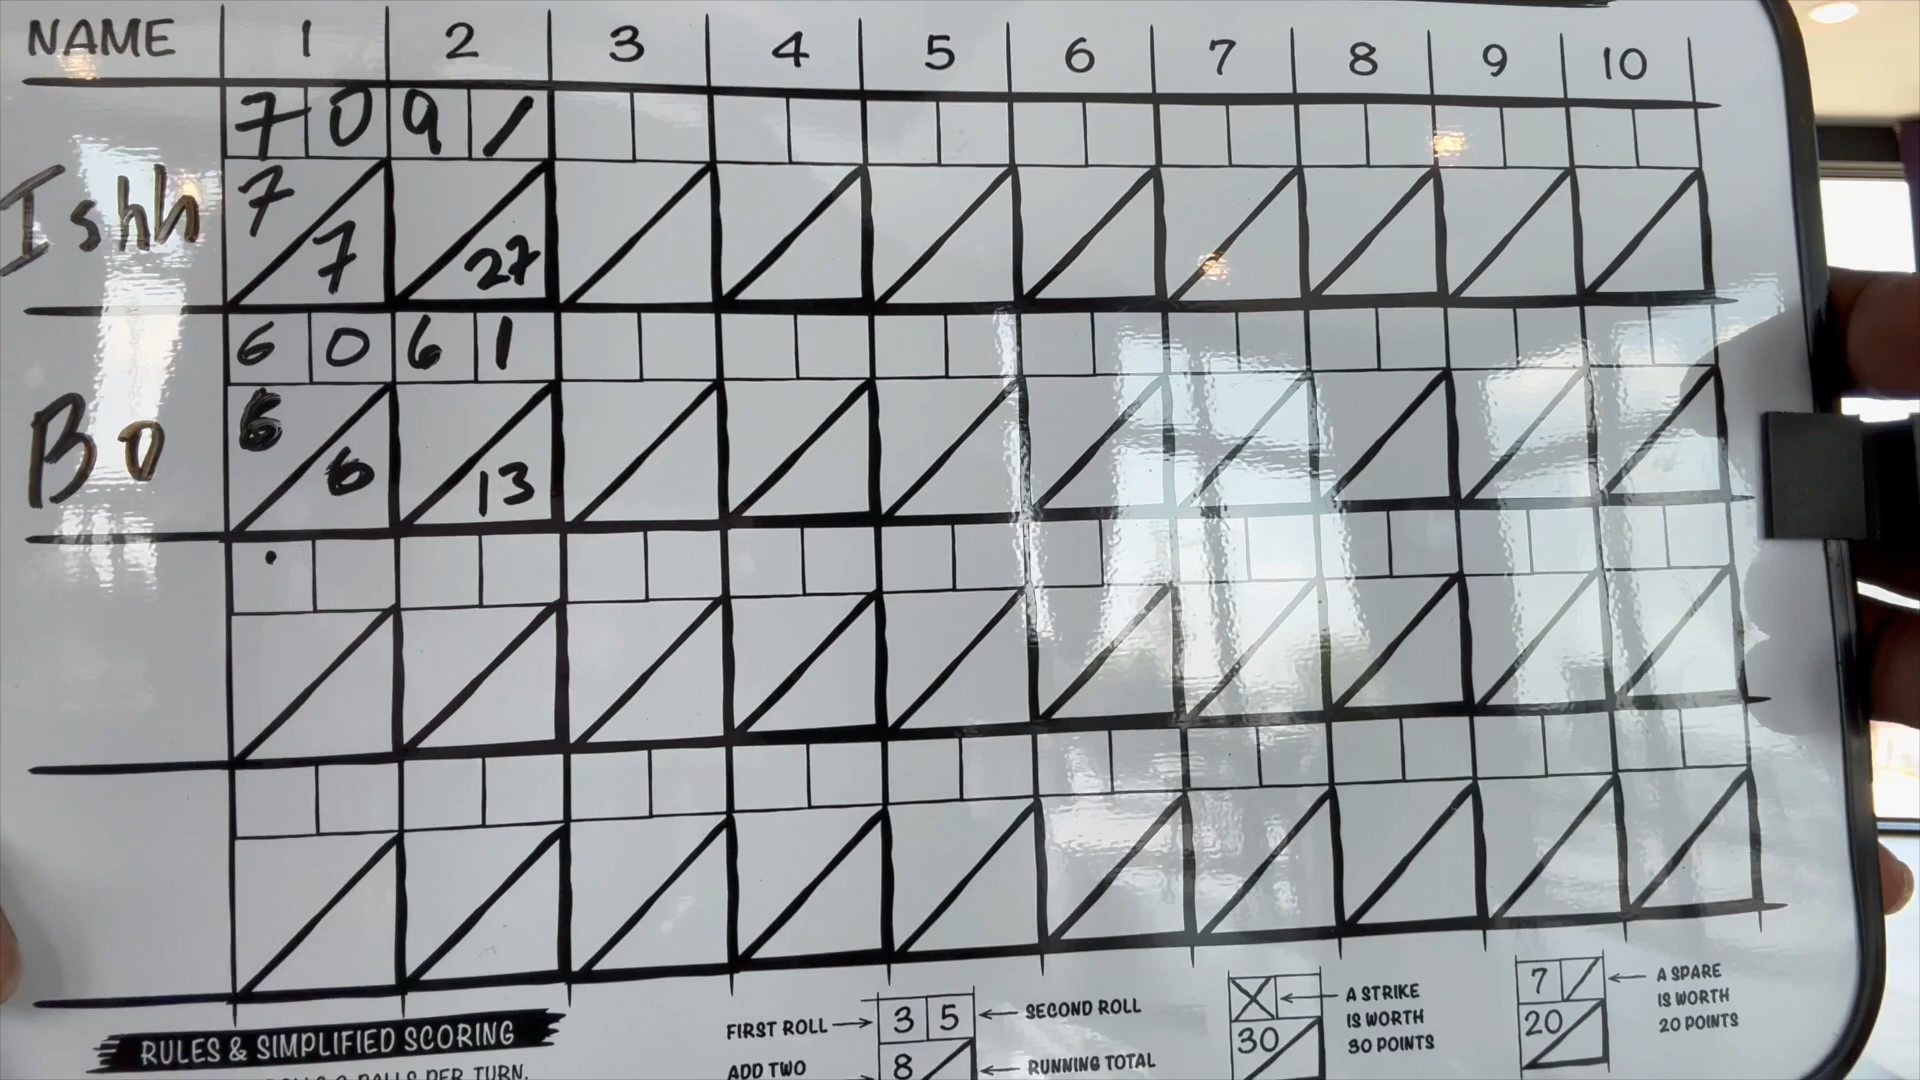 NAME 1 2 3 4 5 6 7 8 9 10
7 0 9 /
Ishh 7 7 27
6 0 6 1
Bo 6 6 13
RULES & SIMPLIFIED SCORING
FIRST ROLL 3 5 SECOND ROLL
ADD TWO 8 RUNNING TOTAL
X A STRIKE
IS WORTH
30 30 POINTS
7 / A SPARE
IS WORTH
20 20 POINTS
PER TURN.